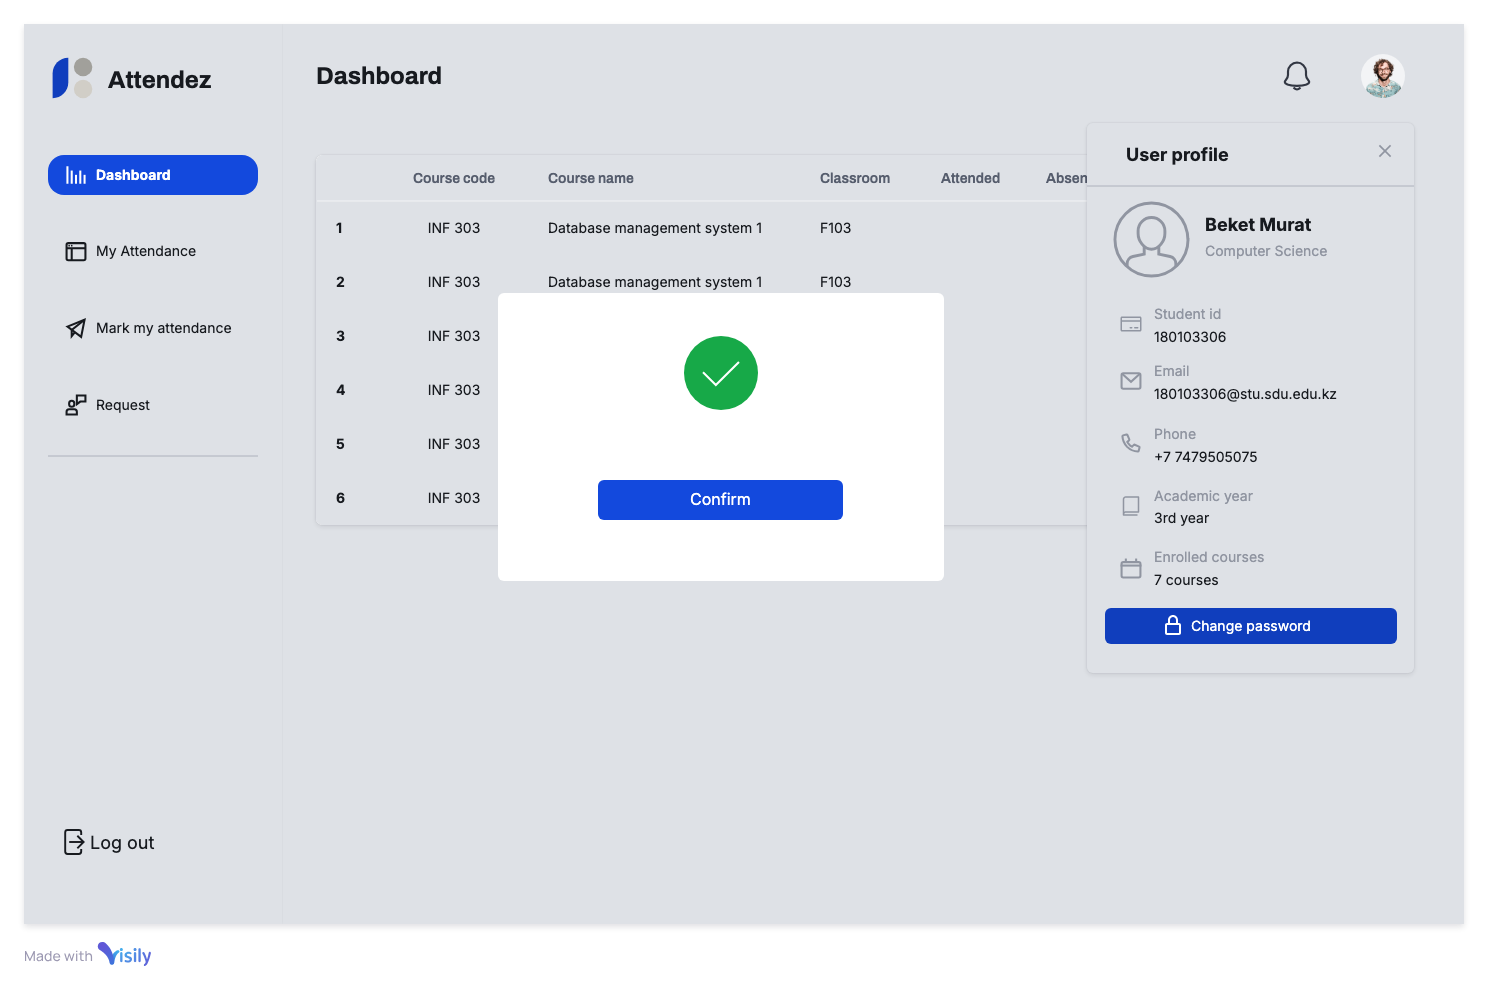 Attendez
Dashboard
My Attendance
Mark my attendance
Request
Log out
Dashboard
Course code Course name Classroom Attended Absen
1 INF 303 Database management system 1 F103
2 INF 303 Database management system 1 F103
3 INF 303
4 INF 303
5 INF 303
6 INF 303
Confirm
User profile
Beket Murat
Computer Science
Student id
180103306
Email
180103306@stu.sdu.edu.kz
Phone
+7 7479505075
Academic year
3rd year
Enrolled courses
7 courses
Change password
Made with Visily